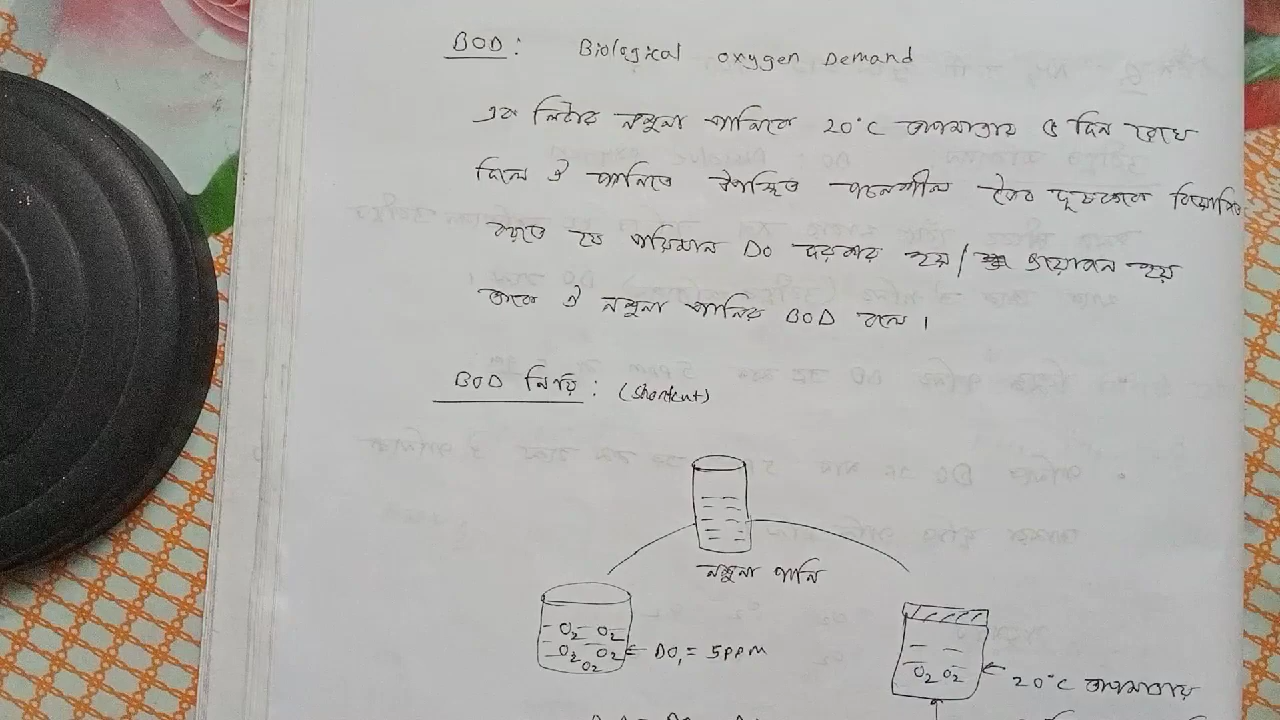 BOD: Biological oxygen Demand
এক লিটার নমুনা পানিকে 20°C তাপমাত্রায় ৫ দিন রেখে
দিলে ঐ পানিতে উপস্থিত পচনশীল জৈব দূষককে বিয়োজিত
করতে যে পরিমান DO দরকার হয়/ প্রয়োজন হয়
তাকে ঐ নমুনা পানির BOD বলে।
BOD নির্ণয়: (shortcut)
নমুনা পানি
O₂ O₂
O₂ O₂ O₂
DO₁ = 5ppm
O₂ O₂
20°C তাপমাত্রায়